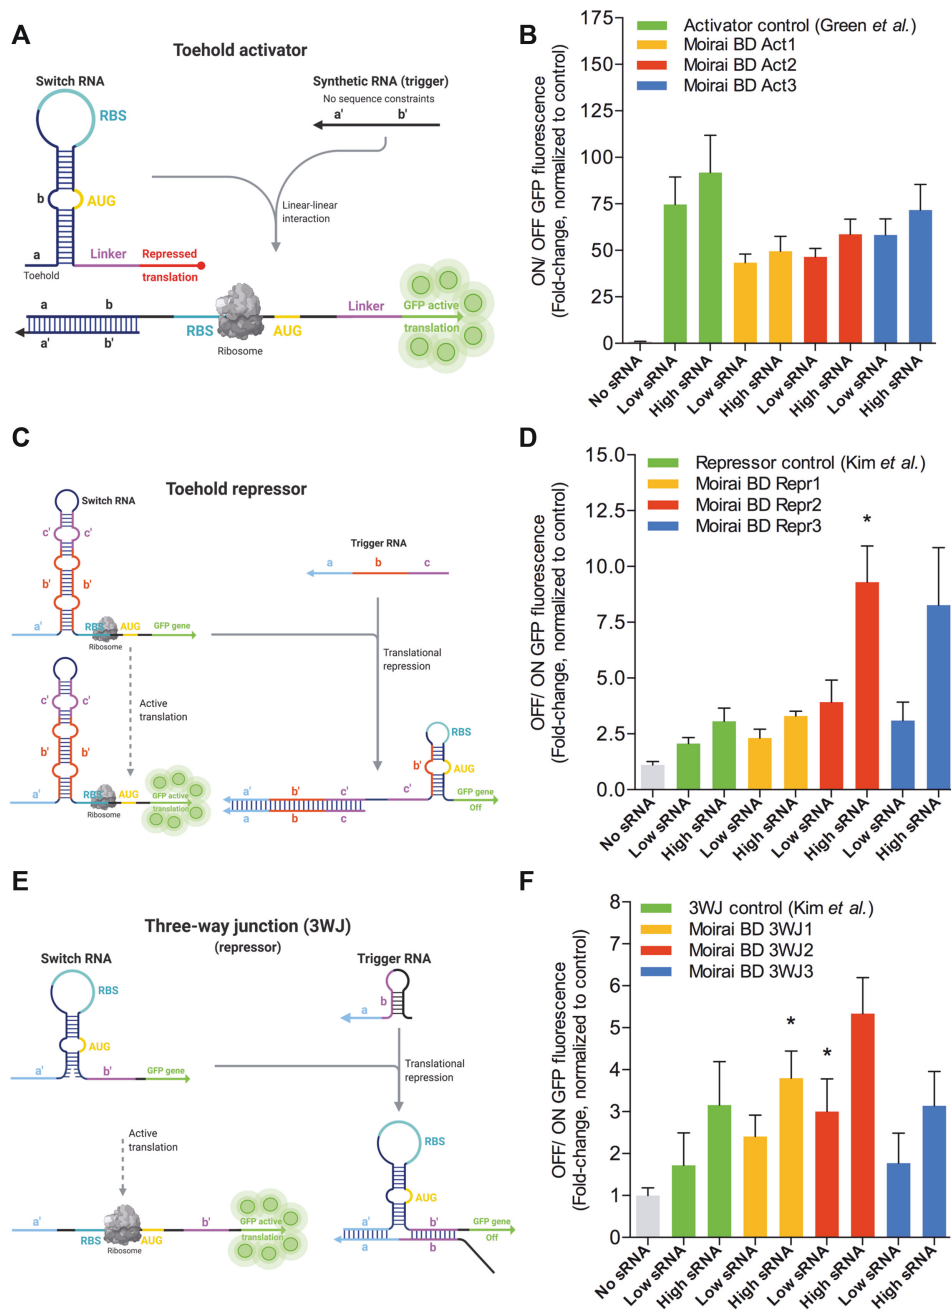 A
Toehold activator
Switch RNA
RBS
b
AUG
a
Toehold
Linker
Repressed
translation
Synthetic RNA (trigger)
No sequence constraints
a' b'
Linear-linear
interaction
a b
a' b'
RBS
Ribosome
AUG
Linker
GFP active
translation
B
ON/ OFF GFP fluorescence
(Fold-change, normalized to control)
175
150
125
100
75
50
25
0
Activator control (Green et al.)
Moirai BD Act1
Moirai BD Act2
Moirai BD Act3
No sRNA
Low sRNA
High sRNA
Low sRNA
High sRNA
Low sRNA
High sRNA
Low sRNA
High sRNA
C
Toehold repressor
Switch RNA
c' c'
b' b'
a'
RBS
AUG
GFP gene
Ribosome
Trigger RNA
a b c
Translational
repression
Active
translation
c' c'
b' b'
a'
RBS
AUG
Ribosome
GFP active
translation
RBS
b'
AUG
a' b' c' c'
a b c
GFP gene
Off
D
OFF/ ON GFP fluorescence
(Fold-change, normalized to control)
15.0
12.5
10.0
7.5
5.0
2.5
0.0
Repressor control (Kim et al.)
Moirai BD Repr1
Moirai BD Repr2
Moirai BD Repr3
*
No sRNA
Low sRNA
High sRNA
Low sRNA
High sRNA
Low sRNA
High sRNA
Low sRNA
High sRNA
E
Three-way junction (3WJ)
(repressor)
Switch RNA
RBS
AUG
a' b'
GFP gene
Trigger RNA
b
a
Translational
repression
Active
translation
a'
RBS
Ribosome
AUG
b'
GFP active
translation
RBS
AUG
a' b'
a b
GFP gene
Off
F
OFF/ ON GFP fluorescence
(Fold-change, normalized to control)
8
7
6
5
4
3
2
1
0
3WJ control (Kim et al.)
Moirai BD 3WJ1
Moirai BD 3WJ2
Moirai BD 3WJ3
* *
No sRNA
Low sRNA
High sRNA
Low sRNA
High sRNA
Low sRNA
High sRNA
Low sRNA
High sRNA